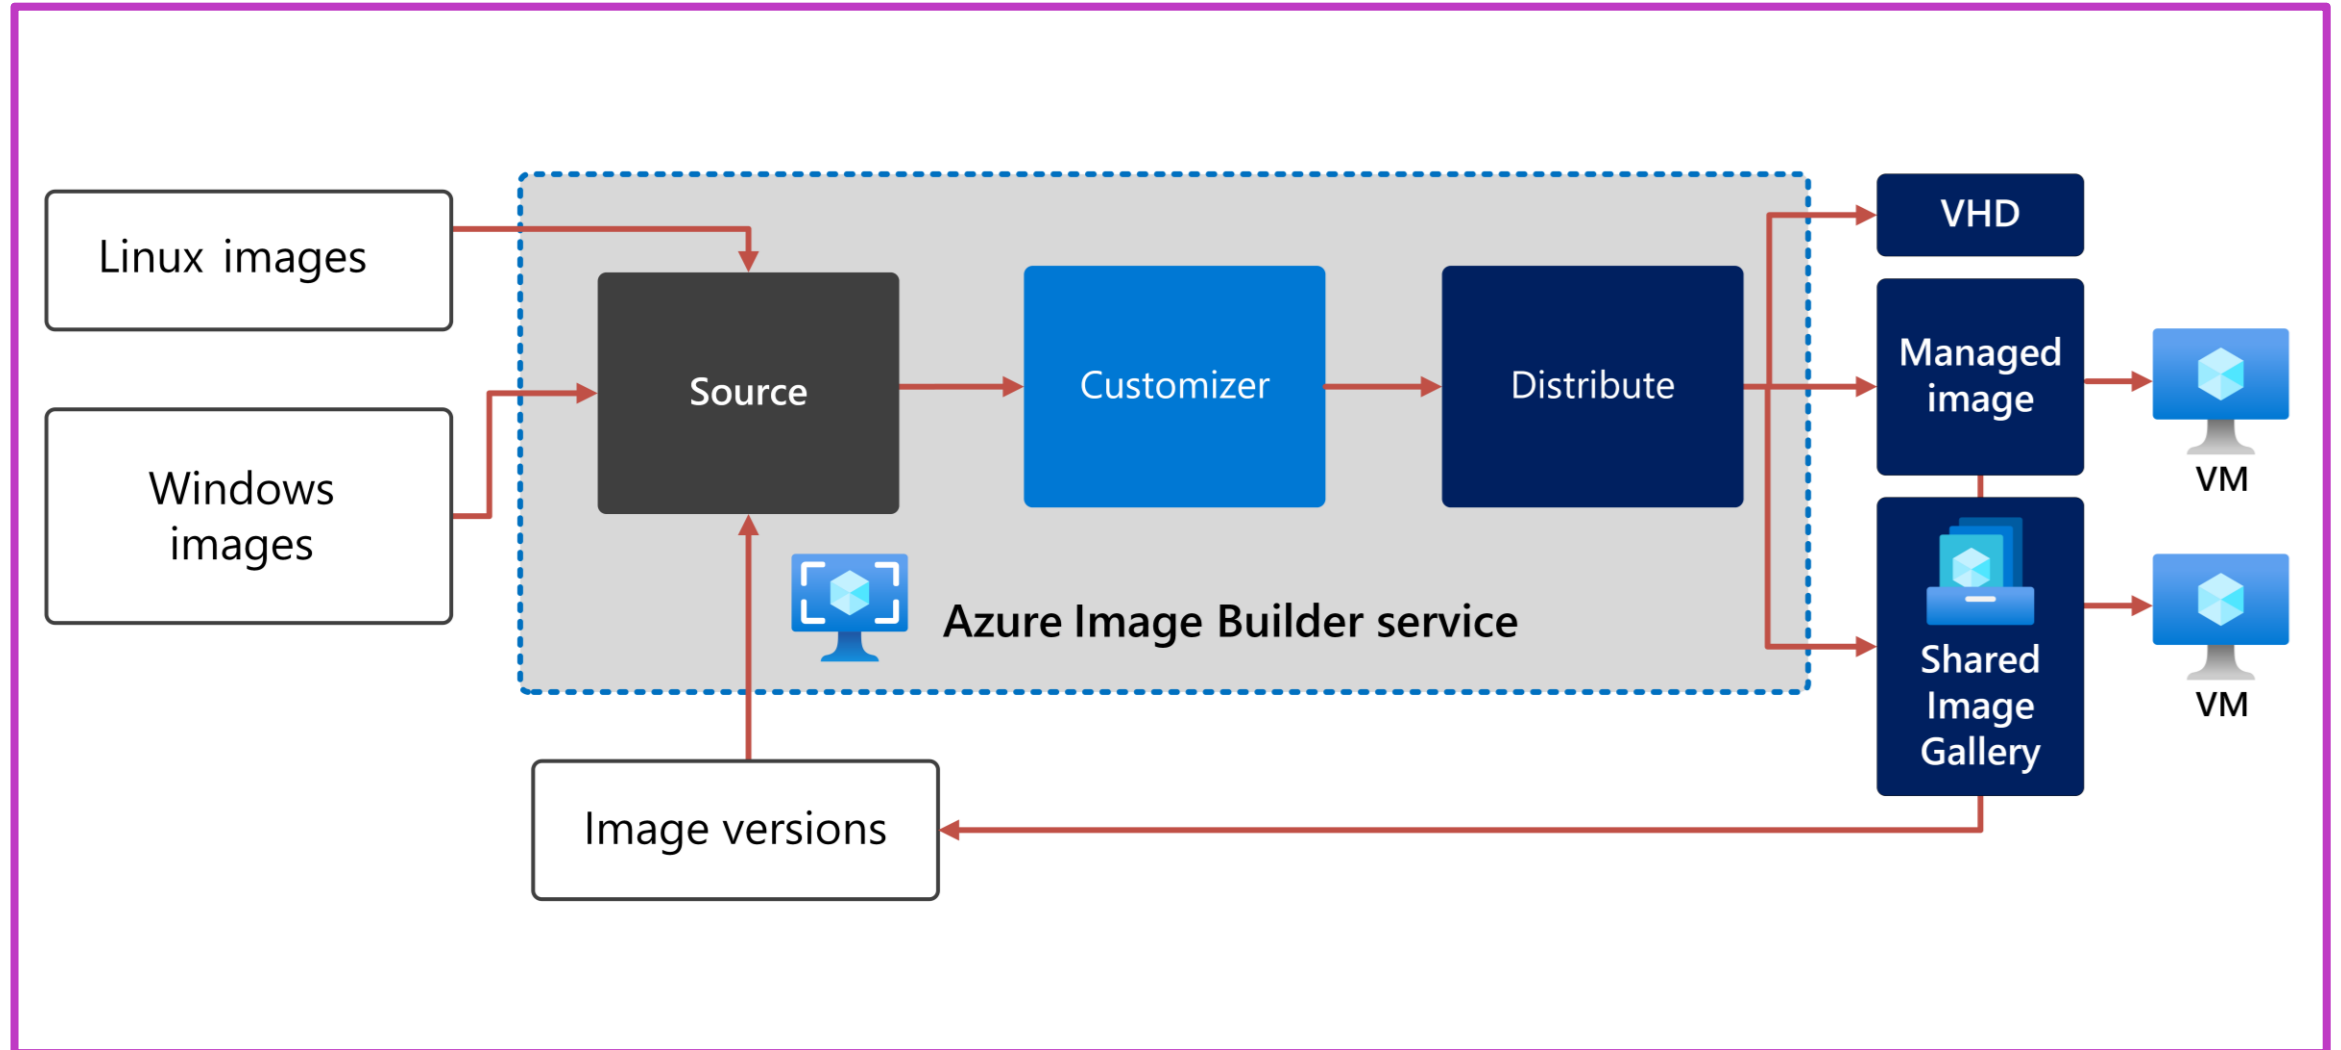 Linux images
Windows
images
Source
Customizer
Distribute
Azure Image Builder service
Image versions
VHD
Managed
image
VM
Shared
Image
Gallery
VM